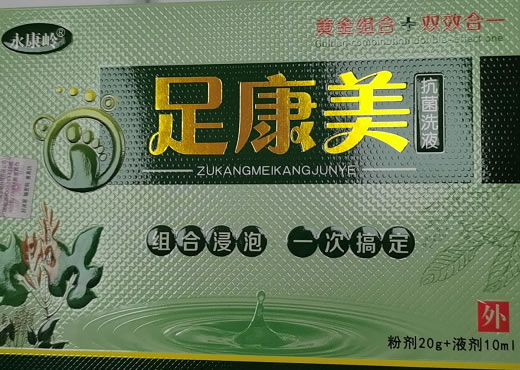 永康岭®
黄金组合+双效合一
足康美
抗菌洗液
ZUKANGMEIKANGJUNYE
组合浸泡 一次搞定
外
粉剂20g+液剂10ml